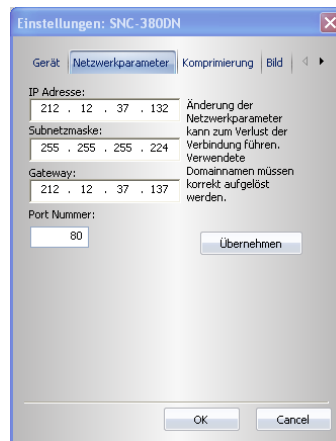 Einstellungen: SNC-380DN
Gerät Netzwerkparameter Komprimierung Bild
IP Adresse:
212 . 12 . 37 . 132
Subnetzmaske:
255 . 255 . 255 . 224
Gateway:
212 . 12 . 37 . 137
Port Nummer:
80
Änderung der
Netzwerkparameter
kann zum Verlust der
Verbindung führen.
Verwendete
Domainnamen müssen
korrekt aufgelöst
werden.
Übernehmen
OK Cancel